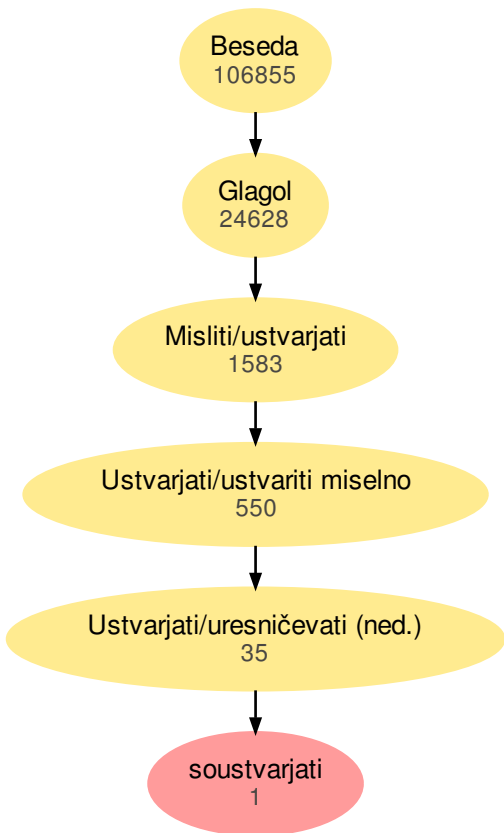 Beseda
106855
Glagol
24628
Misliti/ustvarjati
1583
Ustvarjati/ustvariti miselno
550
Ustvarjati/uresničevati (ned.)
35
soustvarjati
1